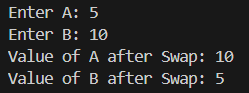 Enter A: 5
Enter B: 10
Value of A after Swap: 10
Value of B after Swap: 5